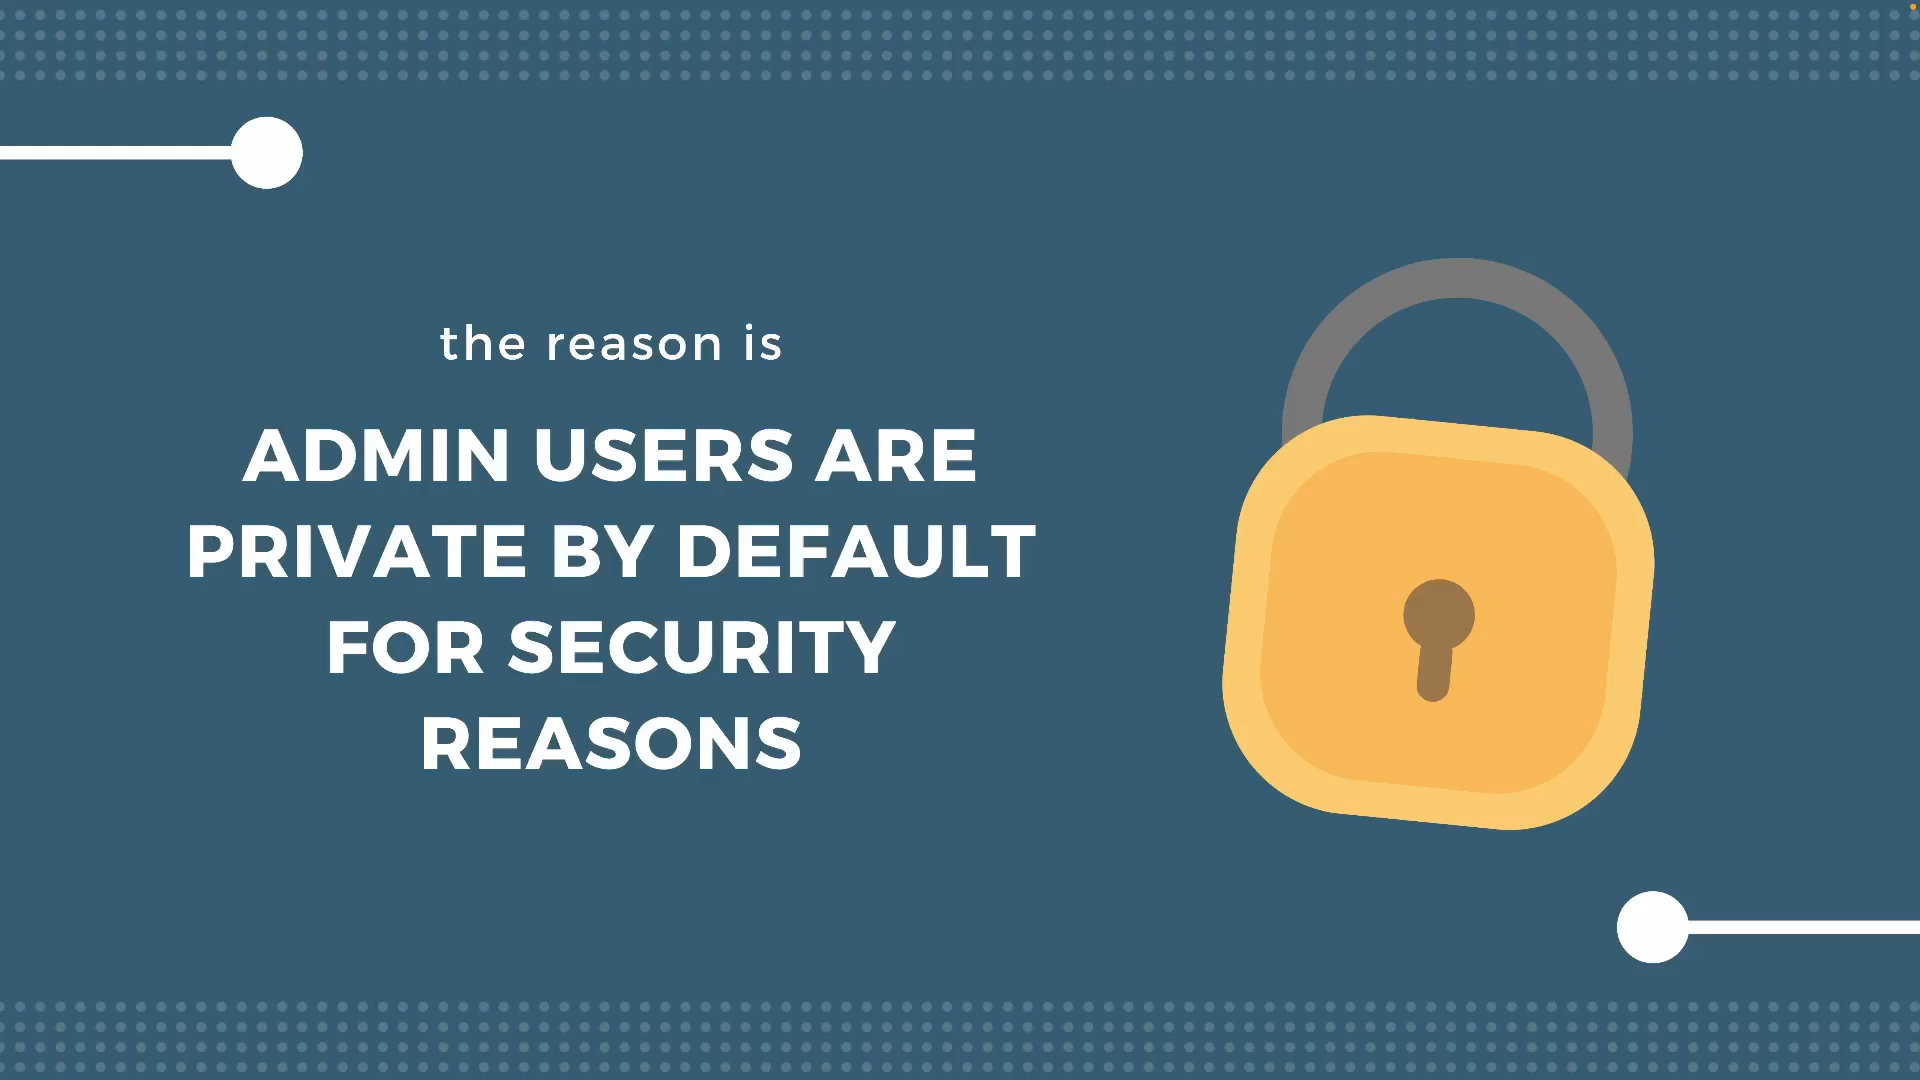 the reason is
ADMIN USERS ARE
PRIVATE BY DEFAULT
FOR SECURITY
REASONS